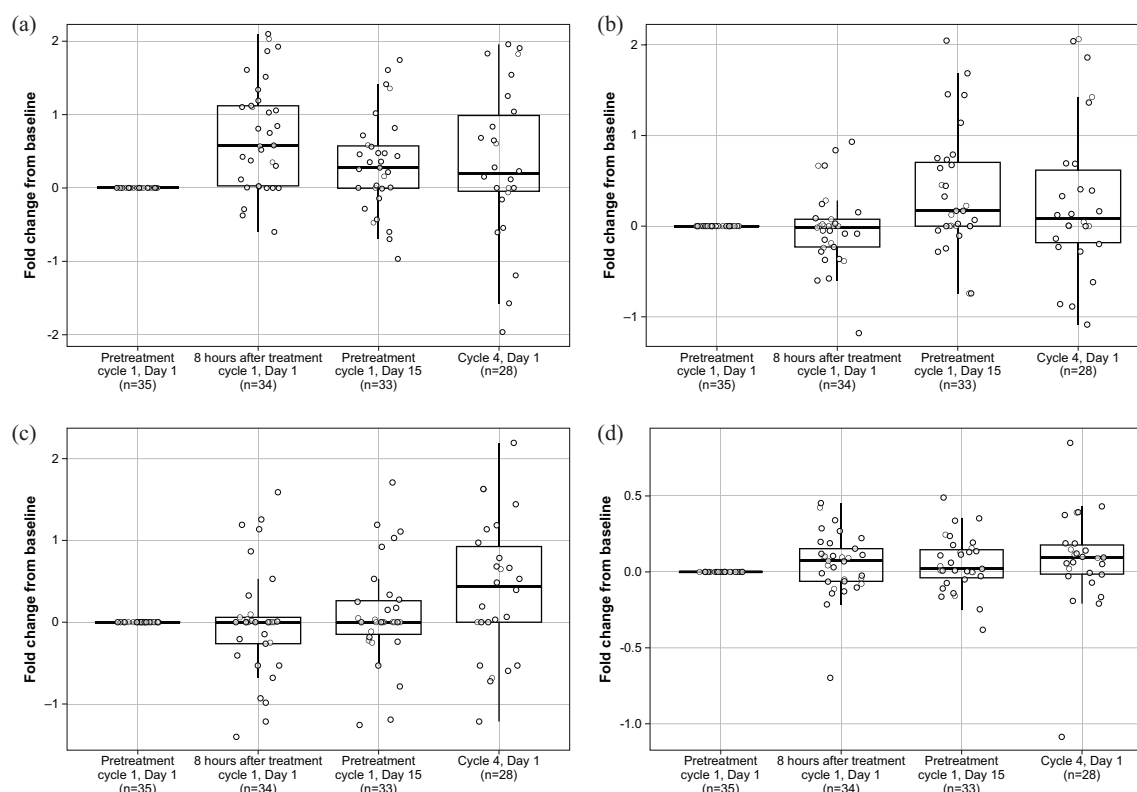 (a)
Fold change from baseline
2
1
0
-1
-2
Pretreatment
cycle 1, Day 1
(n=35)
8 hours after treatment
cycle 1, Day 1
(n=34)
Pretreatment
cycle 1, Day 15
(n=33)
Cycle 4, Day 1
(n=28)
(b)
Fold change from baseline
2
1
0
–1
Pretreatment
cycle 1, Day 1
(n=35)
8 hours after treatment
cycle 1, Day 1
(n=34)
Pretreatment
cycle 1, Day 15
(n=33)
Cycle 4, Day 1
(n=28)
(c)
Fold change from baseline
2
1
0
–1
Pretreatment
cycle 1, Day 1
(n=35)
8 hours after treatment
cycle 1, Day 1
(n=34)
Pretreatment
cycle 1, Day 15
(n=33)
Cycle 4, Day 1
(n=28)
(d)
Fold change from baseline
0.5
0.0
-0.5
-1.0
Pretreatment
cycle 1, Day 1
(n=35)
8 hours after treatment
cycle 1, Day 1
(n=34)
Pretreatment
cycle 1, Day 15
(n=33)
Cycle 4, Day 1
(n=28)